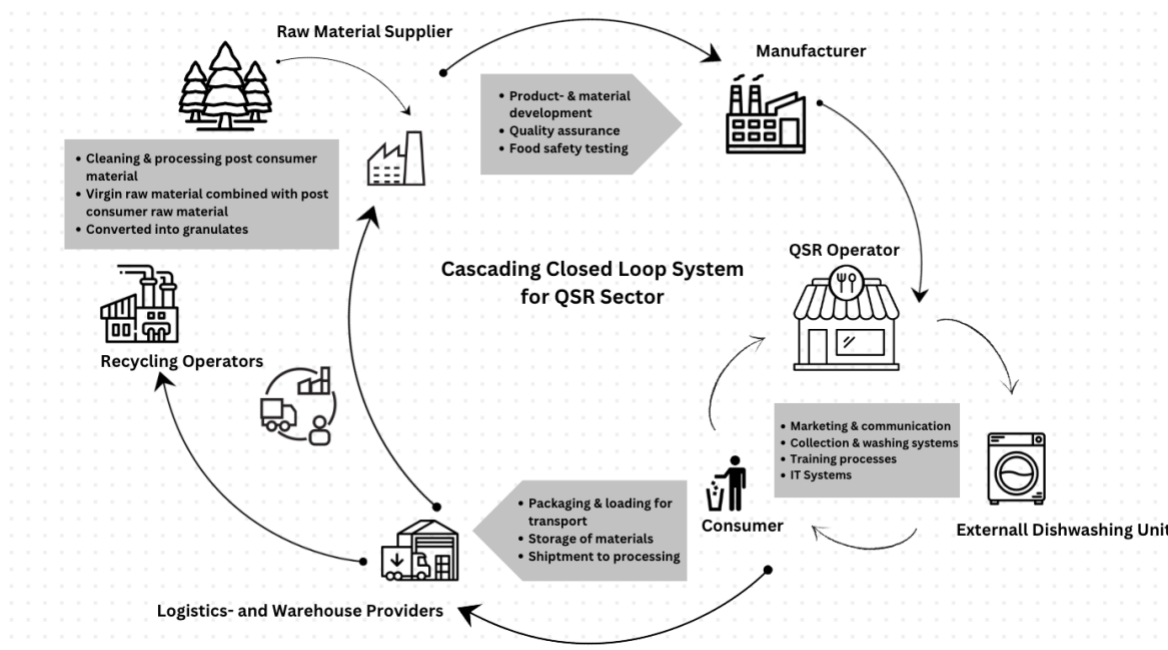 Raw Material Supplier
Manufacturer
• Product- & material
development
• Quality assurance
• Food safety testing
• Cleaning & processing post consumer
material
• Virgin raw material combined with post
consumer raw material
• Converted into granulates
QSR Operator
Cascading Closed Loop System
for QSR Sector
Recycling Operators
• Marketing & communication
• Collection & washing systems
• Training processes
• IT Systems
• Packaging & loading for
transport
• Storage of materials
• Shiptment to processing
Consumer
Externall Dishwashing Unit
Logistics- and Warehouse Providers